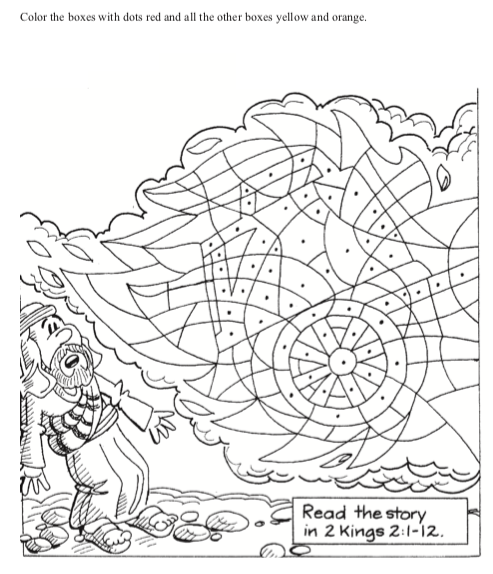 Color the boxes with dots red and all the other boxes yellow and orange.
Read the story
in 2 Kings 2:1-12.